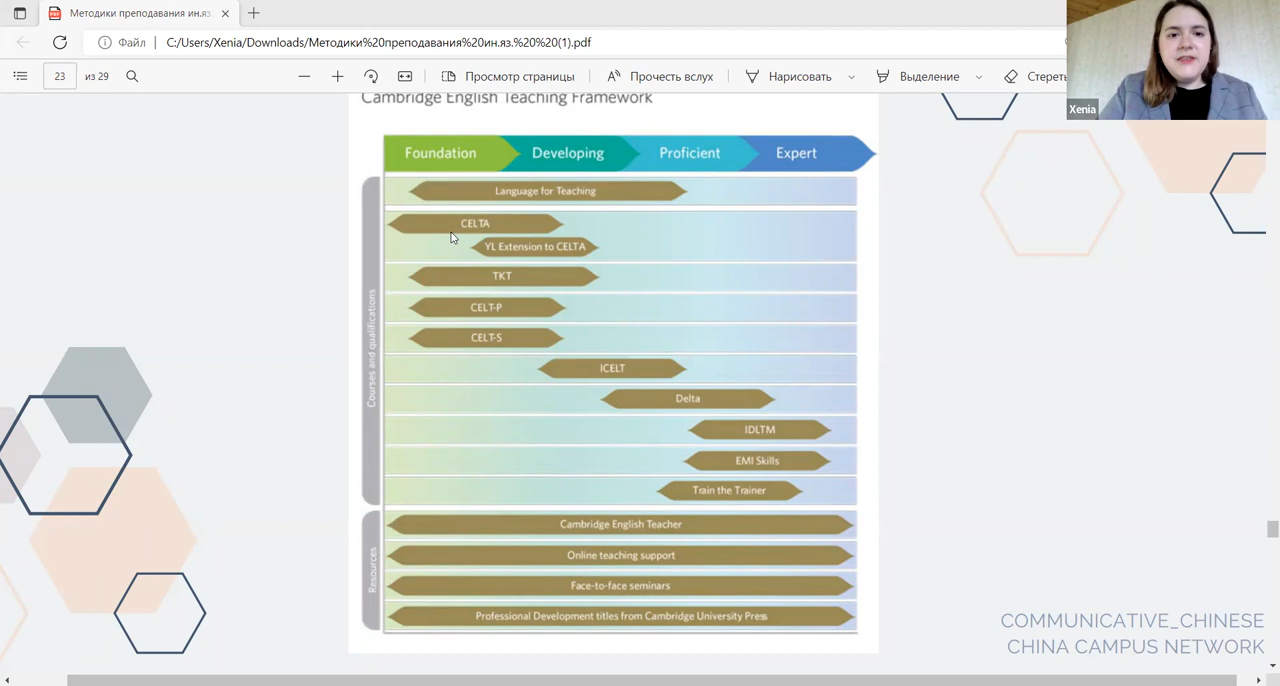 Методики преподавания ин.яз.
Файл
C:/Users/Xenia/Downloads/Методики%20преподавания%20ин.яз.%20%20(1).pdf
23
из 29
Просмотр страницы
Прочесть вслух
Нарисовать
Выделение
Стереть
Xenia
Cambridge English Teaching Framework
Foundation
Developing
Proficient
Expert
Courses and qualifications
Language for Teaching
CELTA
YL Extension to CELTA
TKT
CELT-P
CELT-S
ICELT
Delta
IDLTM
EMI Skills
Train the Trainer
Resources
Cambridge English Teacher
Online teaching support
Face-to-face seminars
Professional Development titles from Cambridge University Press
COMMUNICATIVE_CHINESE
CHINA CAMPUS NETWORK